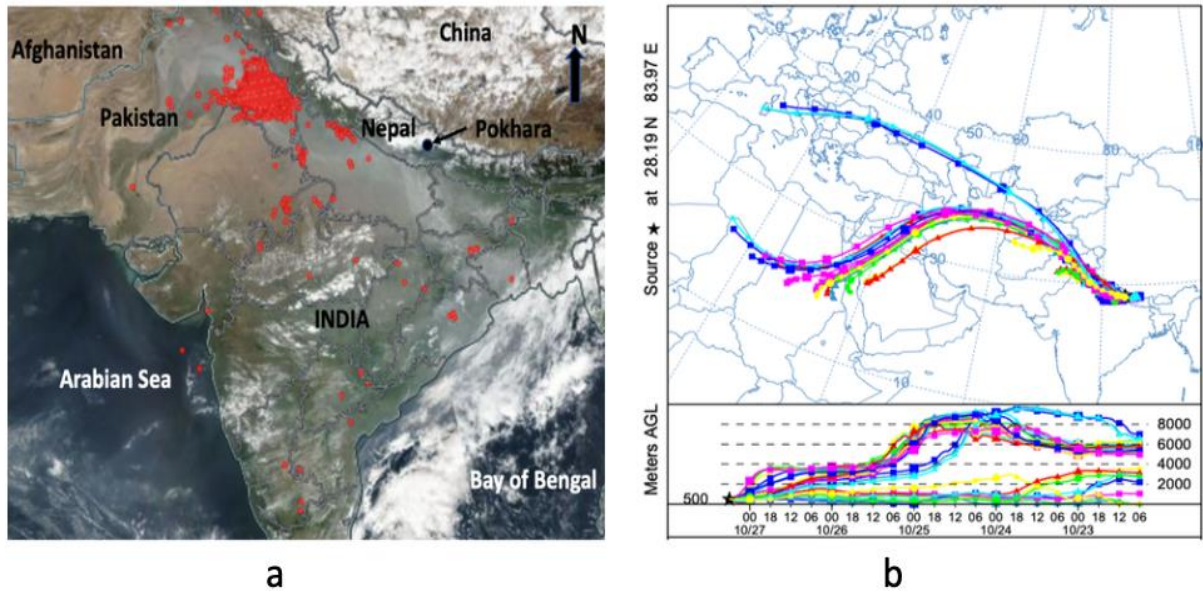 Afghanistan
China
N
Pakistan
Nepal
Pokhara
INDIA
Arabian Sea
Bay of Bengal
a
Source ★ at 28.19 N 83.97 E
0
20
40
50
60
80
30
10
Meters AGL
8000
6000
4000
2000
500
00 18 12 06 00 18 12 06 00 18 12 06 00 18 12 06 00 18 12 06
10/27 10/26 10/25 10/24 10/23
b